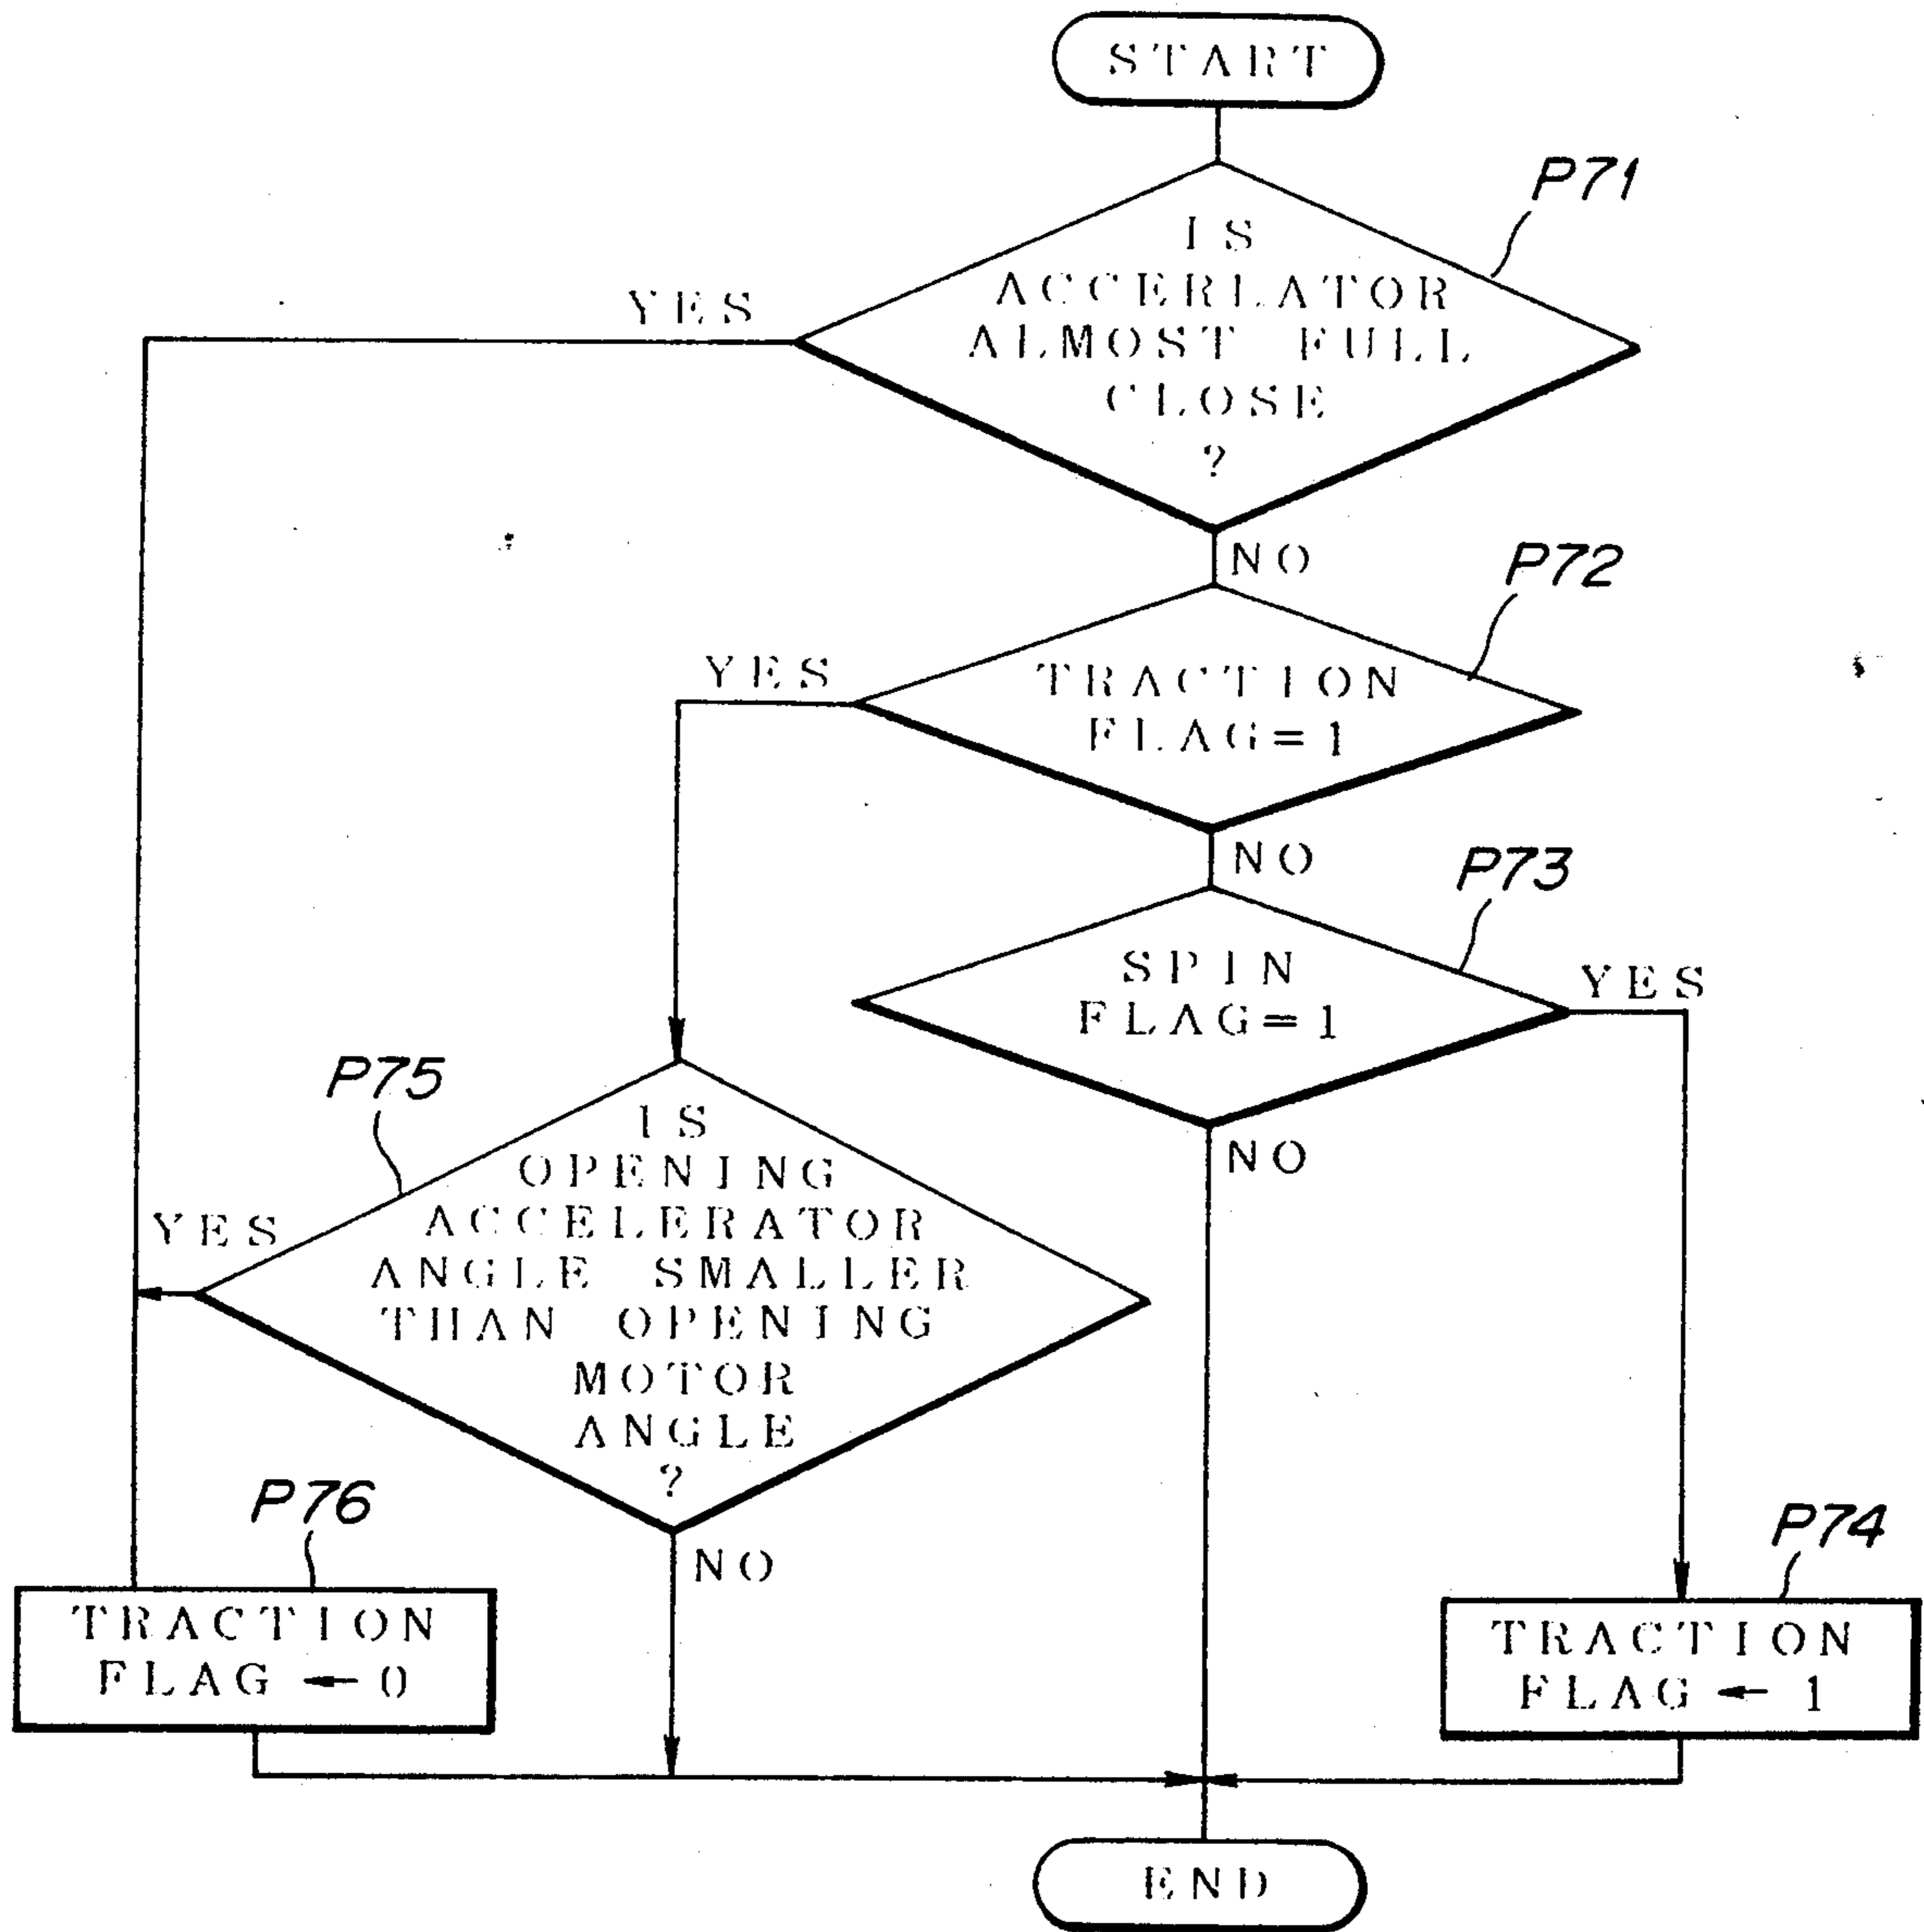 START
P71
IS
ACCERLATOR
ALMOST FULL
CLOSE
?
YES
NO
P72
TRACTION
FLAG=1
YES
NO
P73
SPIN
FLAG=1
YES
NO
P75
IS
OPENING
ACCELERATOR
ANGLE SMALLER
THAN OPENING
MOTOR
ANGLE
?
YES
NO
P76
TRACTION
FLAG ← 0
P74
TRACTION
FLAG ← 1
END